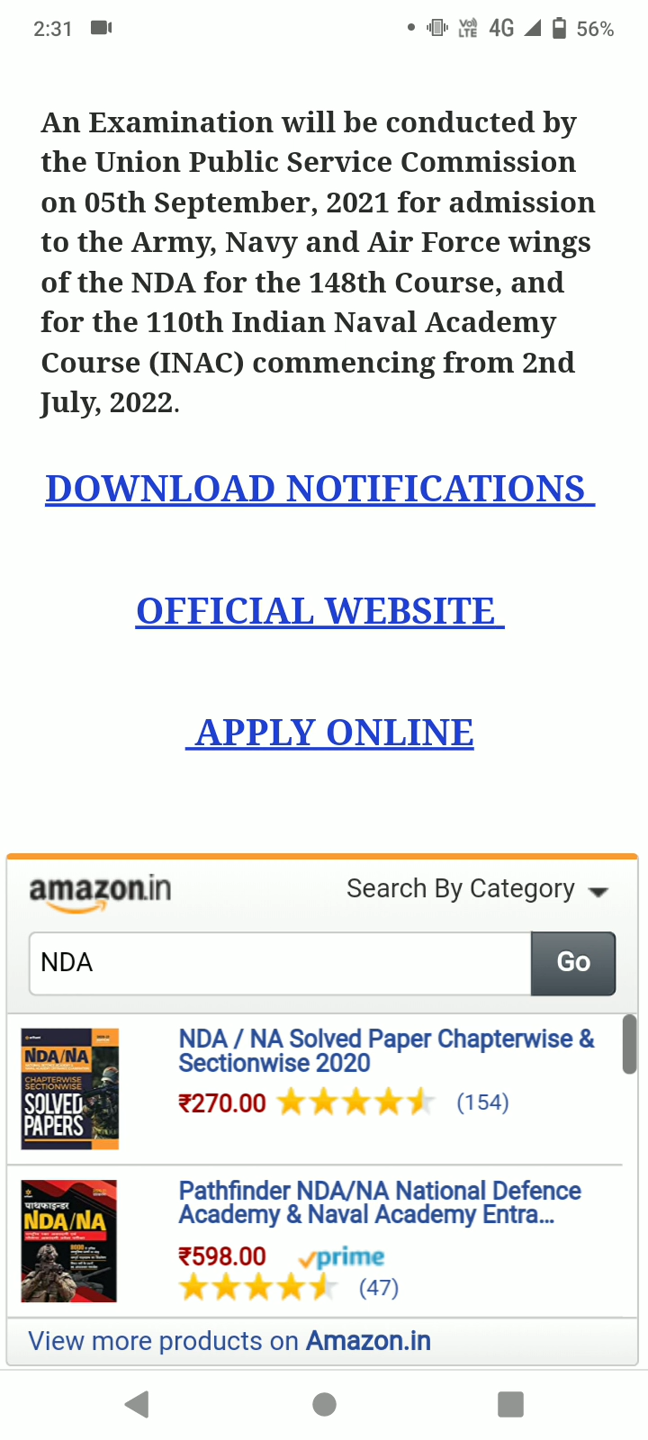 2:31
Vo)) LTE 4G 56%
An Examination will be conducted by
the Union Public Service Commission
on 05th September, 2021 for admission
to the Army, Navy and Air Force wings
of the NDA for the 148th Course, and
for the 110th Indian Naval Academy
Course (INAC) commencing from 2nd
July, 2022.
DOWNLOAD NOTIFICATIONS
OFFICIAL WEBSITE
APPLY ONLINE
amazon.in
Search By Category
NDA
Go
NDA/NA
CHAPTERWISE
SECTIONWISE
SOLVED
PAPERS
NDA / NA Solved Paper Chapterwise &
Sectionwise 2020
₹270.00 (154)
पाथफाइन्डर
NDA/NA
Pathfinder NDA/NA National Defence
Academy & Naval Academy Entra...
₹598.00 prime
(47)
View more products on Amazon.in